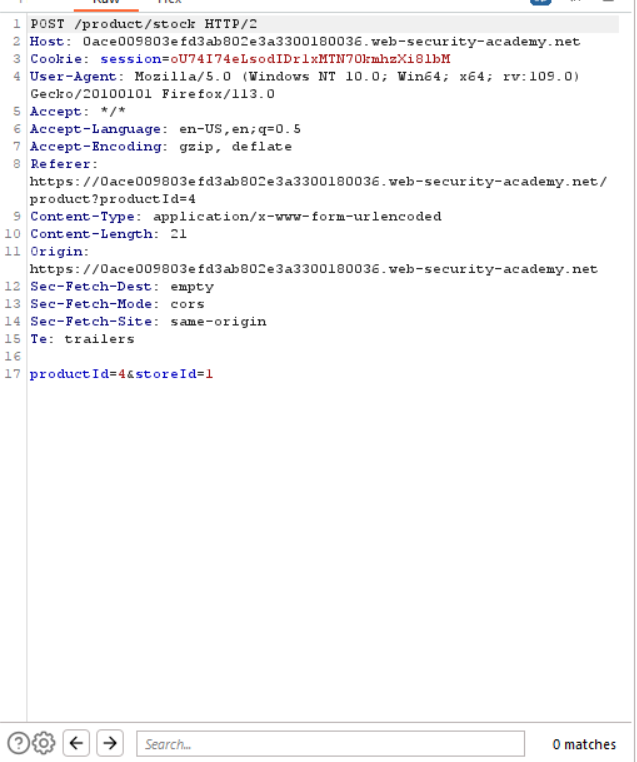 Raw Hex
1 POST /product/stock HTTP/2
2 Host: 0ace009803efd3ab802e3a3300180036.web-security-academy.net
3 Cookie: session=oU74I74eLsodIDr1xMTN70kmhzXi81bM
4 User-Agent: Mozilla/5.0 (Windows NT 10.0; Win64; x64; rv:109.0)
Gecko/20100101 Firefox/113.0
5 Accept: */*
6 Accept-Language: en-US,en;q=0.5
7 Accept-Encoding: gzip, deflate
8 Referer:
https://0ace009803efd3ab802e3a3300180036.web-security-academy.net/
product?productId=4
9 Content-Type: application/x-www-form-urlencoded
10 Content-Length: 21
11 Origin:
https://0ace009803efd3ab802e3a3300180036.web-security-academy.net
12 Sec-Fetch-Dest: empty
13 Sec-Fetch-Mode: cors
14 Sec-Fetch-Site: same-origin
15 Te: trailers
16
17 productId=4&storeId=1
Search...
0 matches